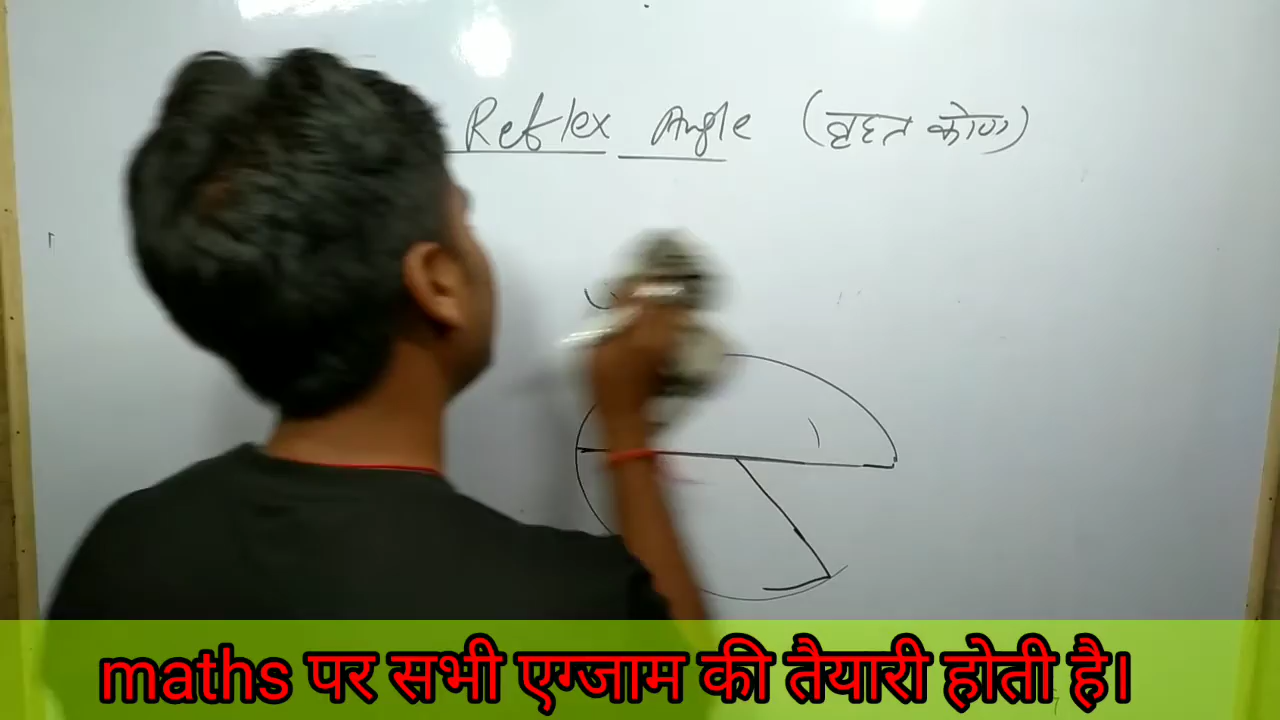 Reflex Angle (बृहत कोण)
maths पर सभी एग्जाम की तैयारी होती है।